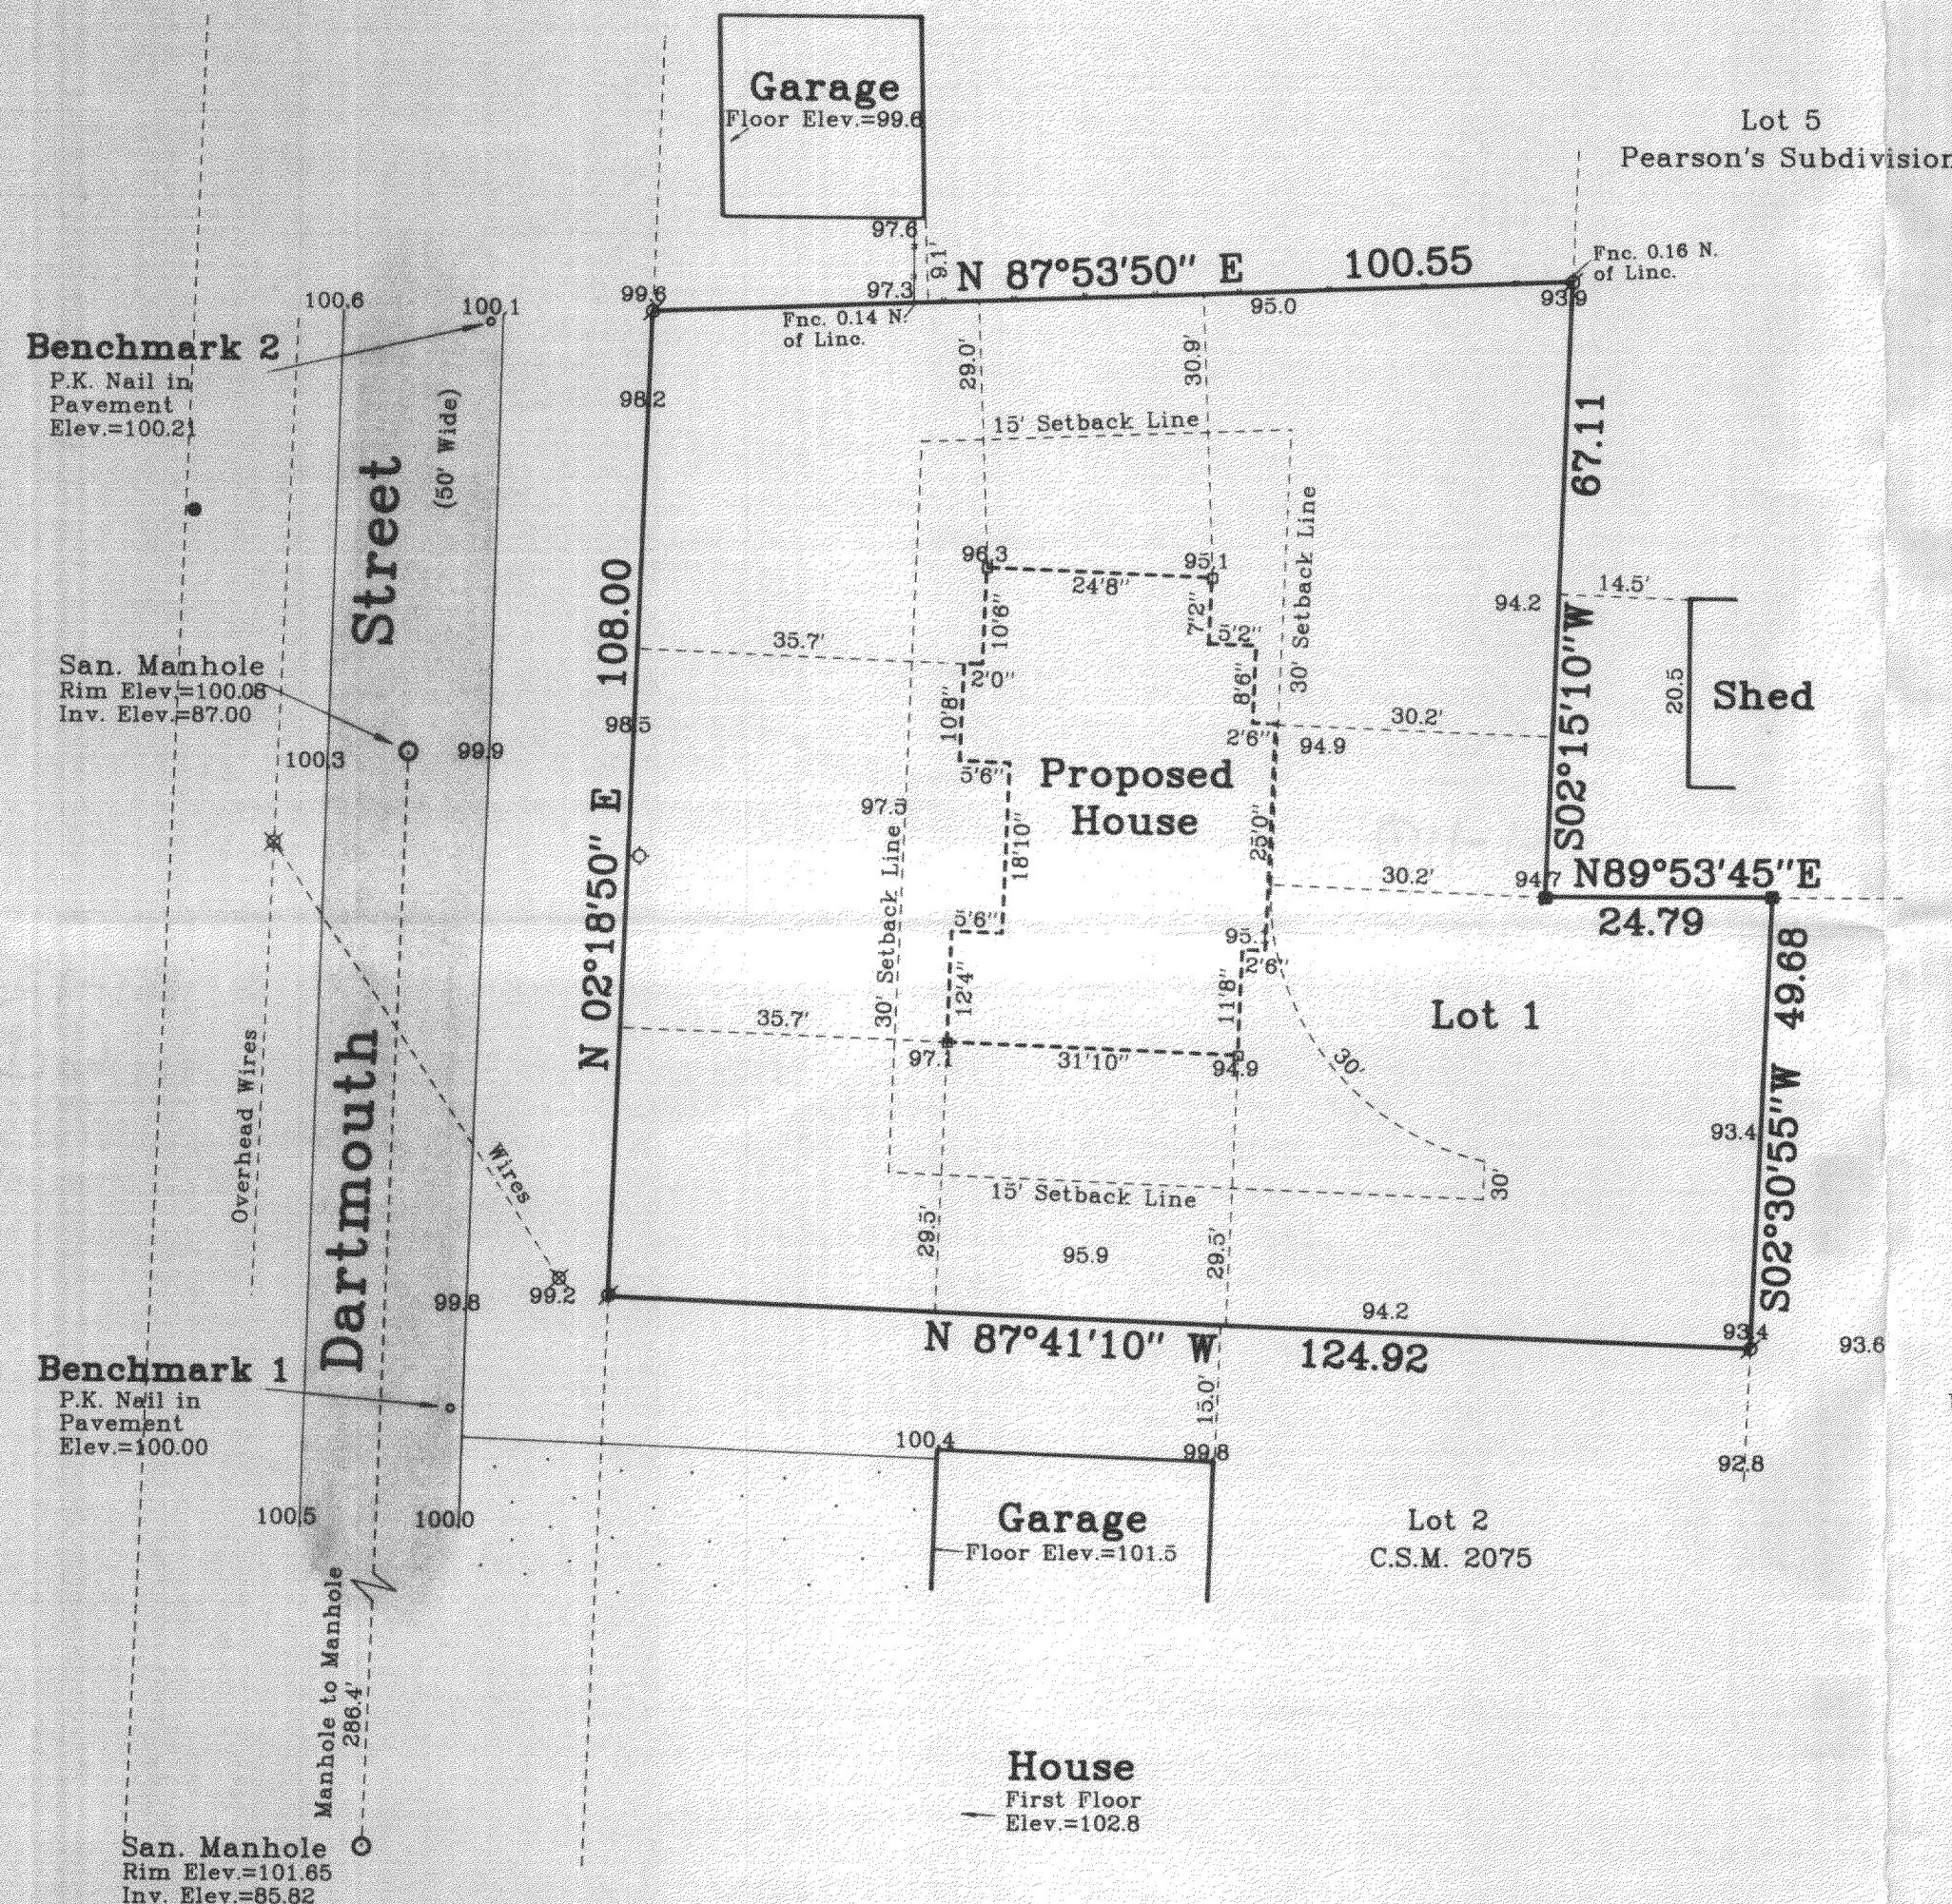 Garage
Floor Elev.=99.6
Lot 5
Pearson's Subdivision
97.6
9.1'
N 87°53'50" E 100.55
Fnc. 0.16 N.
of Linc.
100.6
100.1
99.6
97.3
95.0
93.9
Fnc. 0.14 N.
of Linc.
Benchmark 2
P.K. Nail in
Pavement
Elev.=100.21
(50' Wide)
98.2
29.0'
30.9'
67.11
15' Setback Line
Street
30' Setback Line
96.3
95.1
24'8"
108.00
10'6"
7'2"
5'2"
94.2
14.5'
35.7'
2'0"
8'6"
20.5
Shed
San. Manhole
Rim Elev.=100.08
Inv. Elev.=87.00
S02°15'10"W
10'8"
2'6"
30.2'
94.9
98.5
100.3
99.9
5'6"
Proposed
House
97.5
18'10"
25'0"
30' Setback Line
30.2'
94.7
N89°53'45"E
24.79
5'6"
95.1
2'6"
N 02°18'50" E
12'4"
11'8"
49.68
Lot 1
35.7'
97.1
31'10"
94.9
30'
Overhead Wires
Dartmouth
Wires
93.4
S02°30'55"W
15' Setback Line
30'
29.5'
29.5'
95.9
99.8
99.2
94.2
93.4
93.6
N 87°41'10" W 124.92
Benchmark 1
P.K. Nail in
Pavement
Elev.=100.00
15.0'
100.4
99.8
92.8
100.5
100.0
Garage
Floor Elev.=101.5
Lot 2
C.S.M. 2075
Manhole to Manhole
286.4'
House
First Floor
Elev.=102.8
San. Manhole
Rim Elev.=101.65
Inv. Elev.=85.82